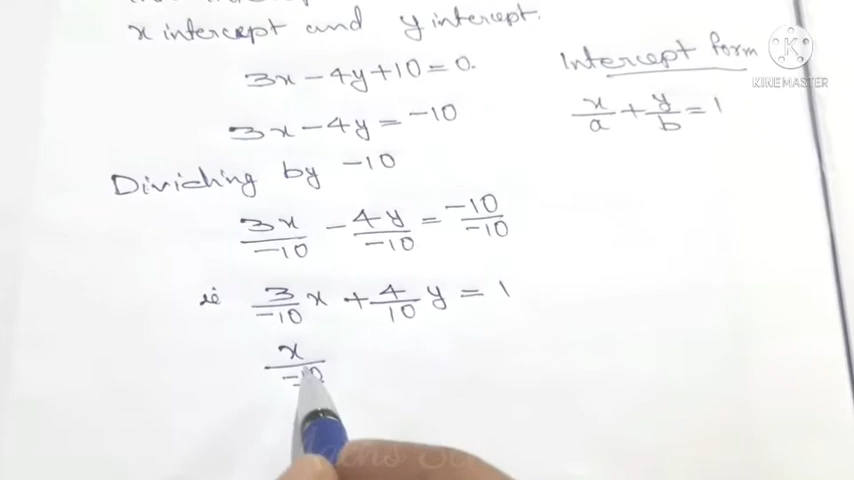 x intercept and y intercept.
3x - 4y + 10 = 0.
3x - 4y = -10
Dividing by -10
3x/-10 - 4y/-10 = -10/-10
ie 3/-10 x + 4/10 y = 1
x/-10
Intercept form
x/a + y/b = 1
K
KINEMASTER